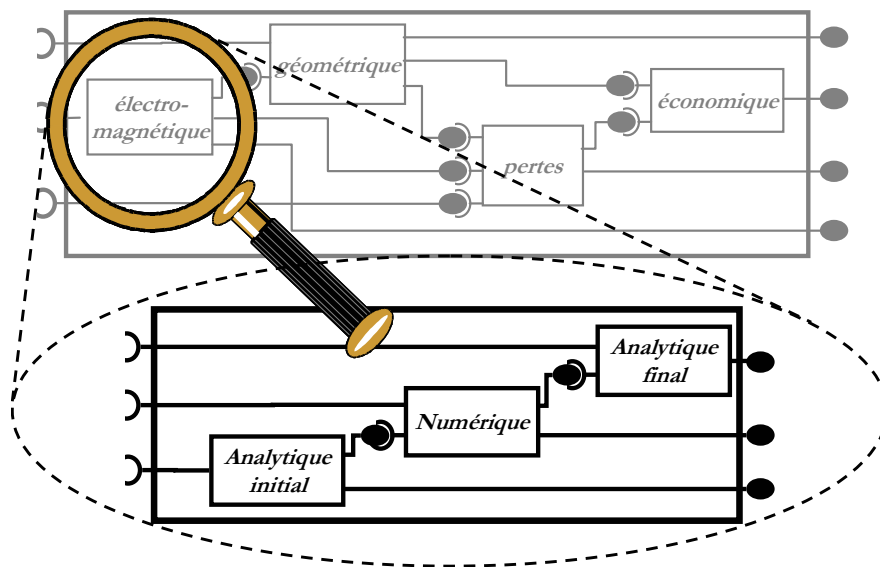 géométrique
électro-
magnétique
économique
pertes
Analytique
final
Numérique
Analytique
initial